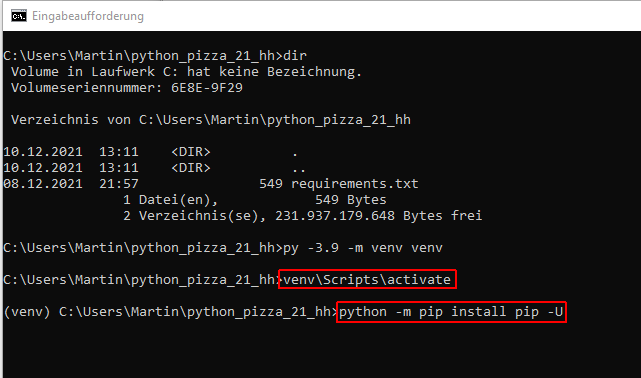 Eingabeaufforderung
C:\Users\Martin\python_pizza_21_hh>dir
Volume in Laufwerk C: hat keine Bezeichnung.
Volumeseriennummer: 6E8E-9F29
Verzeichnis von C:\Users\Martin\python_pizza_21_hh
10.12.2021  13:11    <DIR>          .
10.12.2021  13:11    <DIR>          ..
08.12.2021  21:57               549 requirements.txt
1 Datei(en),            549 Bytes
2 Verzeichnis(se), 231.937.179.648 Bytes frei
C:\Users\Martin\python_pizza_21_hh>py -3.9 -m venv venv
C:\Users\Martin\python_pizza_21_hh>venv\Scripts\activate
(venv) C:\Users\Martin\python_pizza_21_hh>python -m pip install pip -U